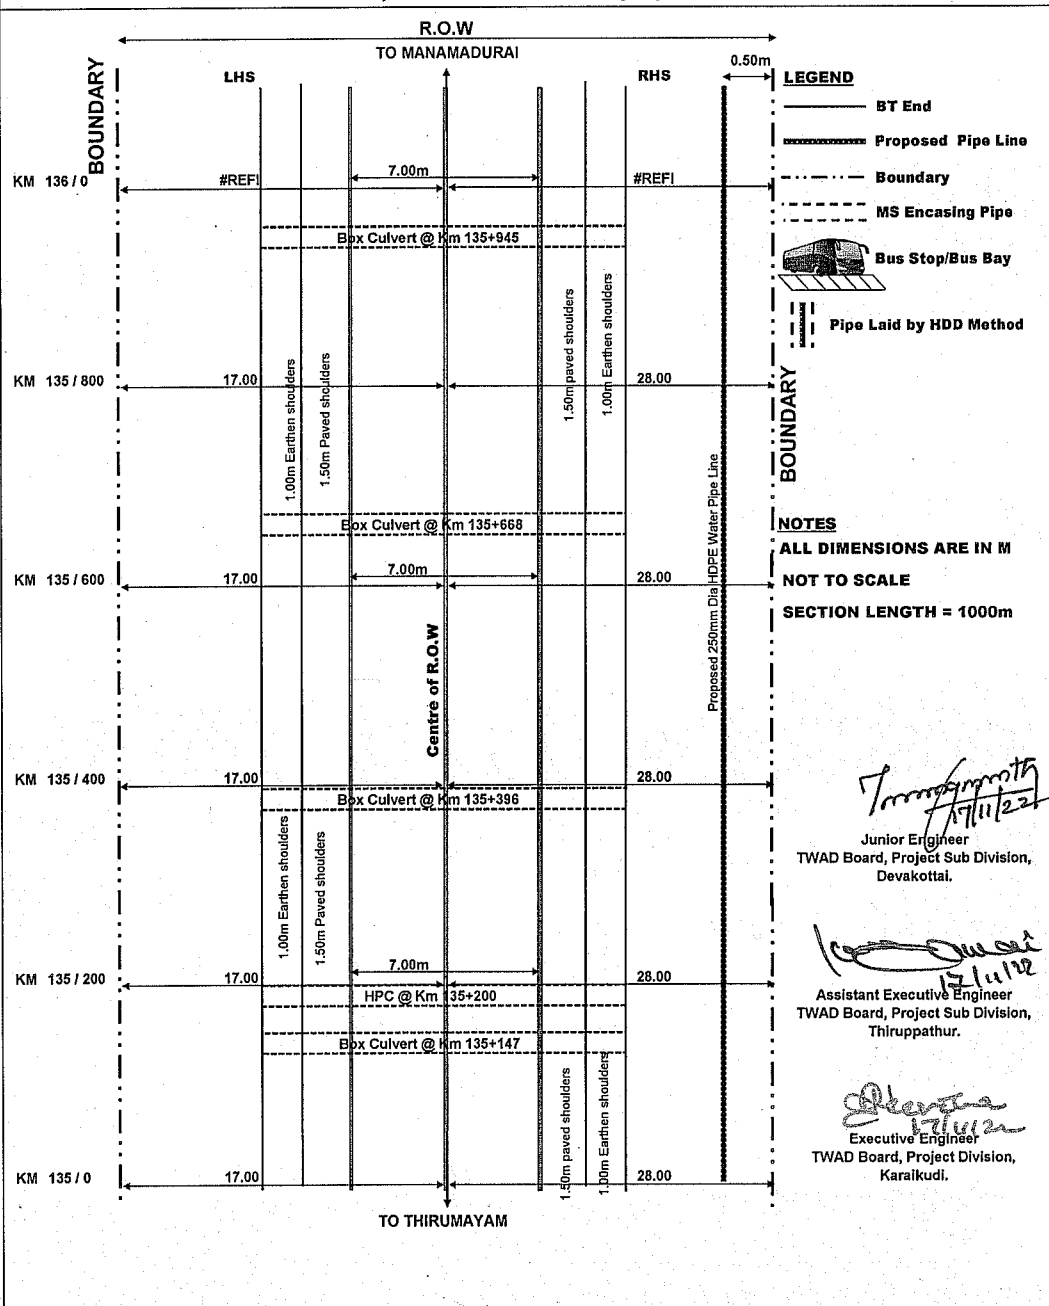 R.O.W
TO MANAMADURAI
BOUNDARY
LHS
RHS
0.50m
LEGEND
BT End
Proposed Pipe Line
Boundary
MS Encasing Pipe
Bus Stop/Bus Bay
Pipe Laid by HDD Method
KM 136 / 0
#REF!
7.00m
#REF!
Box Culvert @ Km 135+945
1.50m paved shoulders
1.00m Earthen shoulders
KM 135 / 800
17.00
28.00
1.00m Earthen shoulders
1.50m Paved shoulders
BOUNDARY
Proposed 250mm Dia HDPE Water Pipe Line
Box Culvert @ Km 135+668
NOTES
ALL DIMENSIONS ARE IN M
NOT TO SCALE
SECTION LENGTH = 1000m
KM 135 / 600
17.00
7.00m
28.00
Centre of R.O.W
KM 135 / 400
17.00
28.00
Box Culvert @ Km 135+396
1.00m Earthen shoulders
1.50m Paved shoulders
17/11/22
Junior Engineer
TWAD Board, Project Sub Division,
Devakottai.
KM 135 / 200
17.00
7.00m
28.00
HPC @ Km 135+200
Box Culvert @ Km 135+147
17/11/22
Assistant Executive Engineer
TWAD Board, Project Sub Division,
Thiruppathur.
1.50m paved shoulders
1.00m Earthen shoulders
17/11/22
Executive Engineer
TWAD Board, Project Division,
Karaikudi.
KM 135 / 0
17.00
28.00
TO THIRUMAYAM